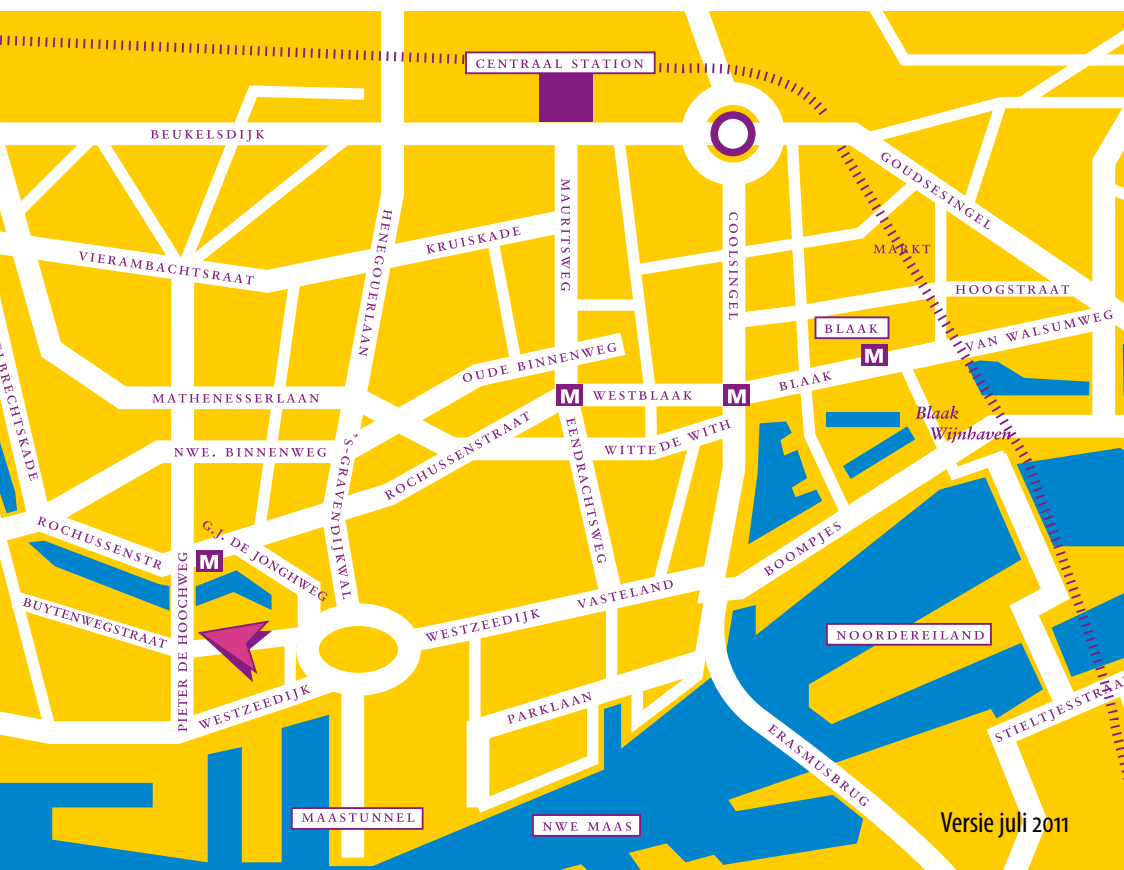 CENTRAAL STATION
BEUKELSDIJK
GOUDSESINGEL
MAURITSWEG
HENEGOUERLAAN
COOLSINGEL
KRUISKADE
MARKT
VIERAMBACHTSRAAT
HOOGSTRAAT
BLAAK
VAN WALSUMWEG
M
OUDE BINNENWEG
BLAAK
M
WESTBLAAK
M
MATHENESSERLAAN
Blaak
Wijnhaven
ROCHUSSENSTRAAT
EENDRACHTSWEG
WITTE DE WITH
NWE. BINNENWEG
'S-GRAVENDIJKWAL
ROCHUSSENSTR
G.J. DE JONGHWEG
M
BOOMPJES
PIETER DE HOOCHWEG
BUYTENWEGSTRAAT
VASTELAND
WESTZEEDIJK
NOORDEREILAND
WESTZEEDIJK
PARKLAAN
ERASMUSBRUG
MAASTUNNEL
NWE MAAS
Versie juli 2011